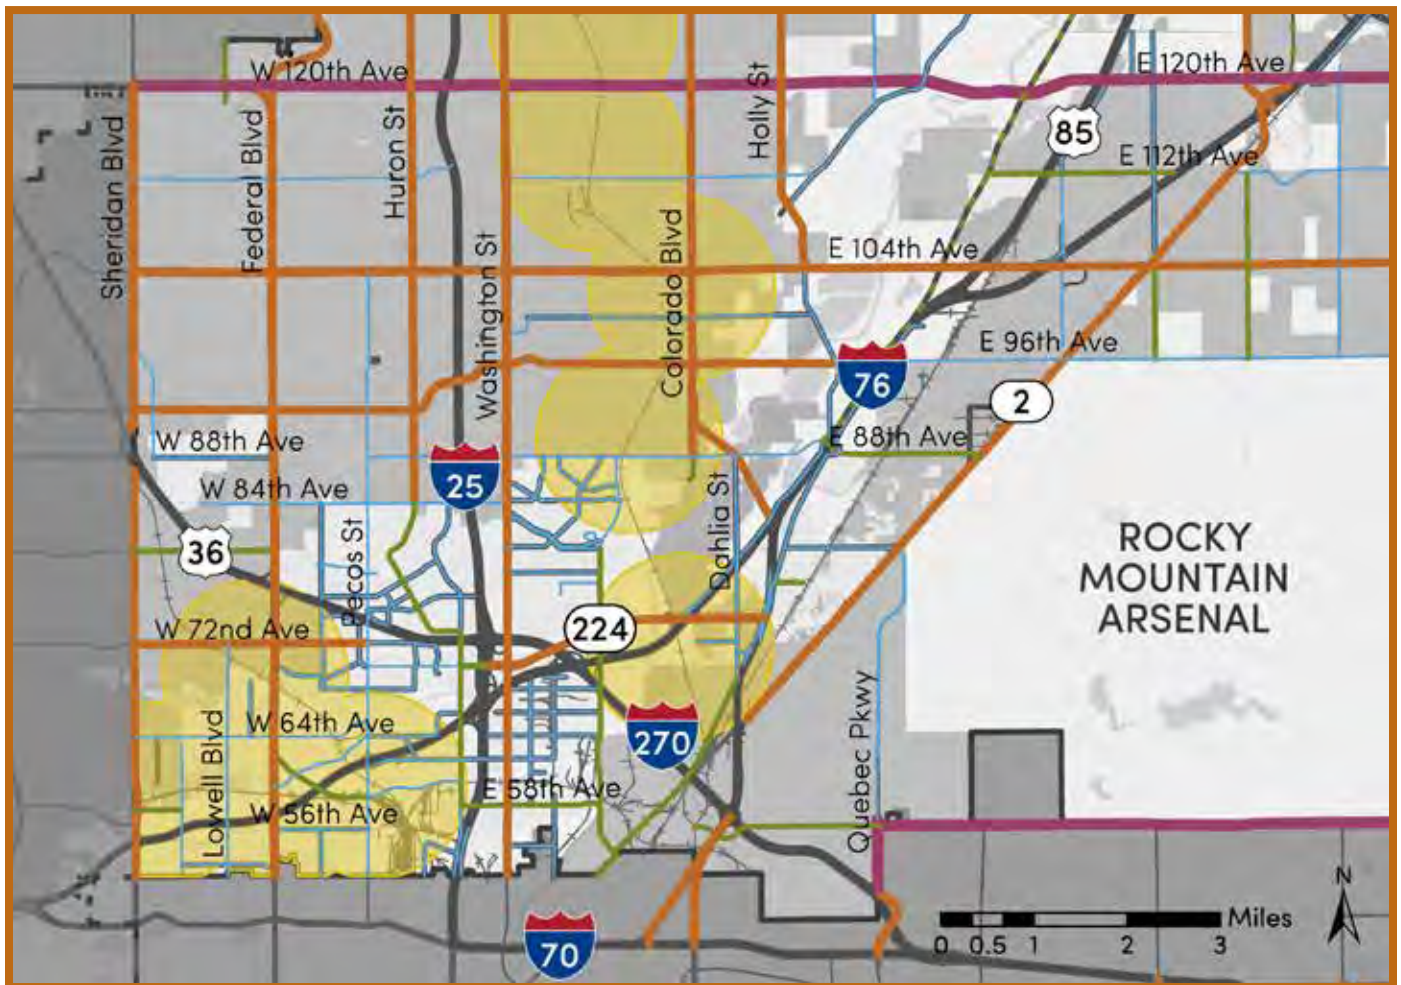 W 120th Ave
E 120th Ave
Holly St
85
Huron St
Federal Blvd
Sheridan Blvd
E 112th Ave
Colorado Blvd
Washington St
E 104th Ave
E 96th Ave
76
2
W 88th Ave
E 88th Ave
25
W 84th Ave
Dahlia St
Pecos St
36
ROCKY
MOUNTAIN
ARSENAL
W 72nd Ave
224
Quebec Pkwy
Lowell Blvd
W 64th Ave
270
E 58th Ave
W 56th Ave
N
70
Miles
0 0.5 1 2 3